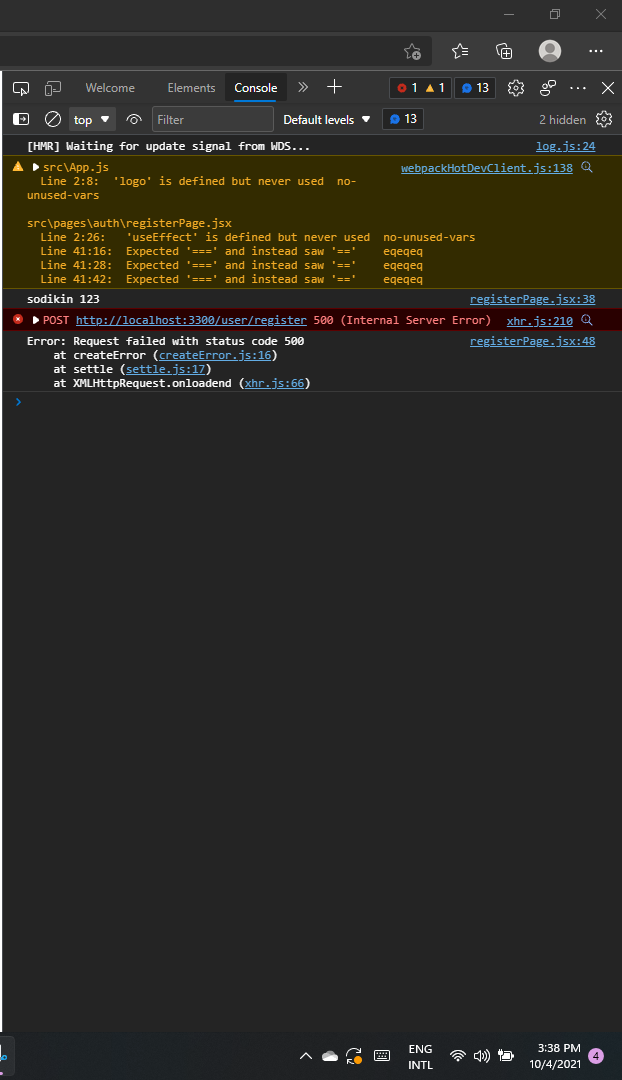 Welcome Elements Console 1 1 13
top Filter Default levels 13 2 hidden
[HMR] Waiting for update signal from WDS... log.js:24
src\App.js webpackHotDevClient.js:138
Line 2:8: 'logo' is defined but never used no-
unused-vars
src\pages\auth\registerPage.jsx
Line 2:26: 'useEffect' is defined but never used no-unused-vars
Line 41:16: Expected '===' and instead saw '==' eqeqeq
Line 41:28: Expected '===' and instead saw '==' eqeqeq
Line 41:42: Expected '===' and instead saw '==' eqeqeq
sodikin 123 registerPage.jsx:38
POST http://localhost:3300/user/register 500 (Internal Server Error) xhr.js:210
Error: Request failed with status code 500 registerPage.jsx:48
at createError (createError.js:16)
at settle (settle.js:17)
at XMLHttpRequest.onloadend (xhr.js:66)
ENG 3:38 PM
INTL 10/4/2021 4